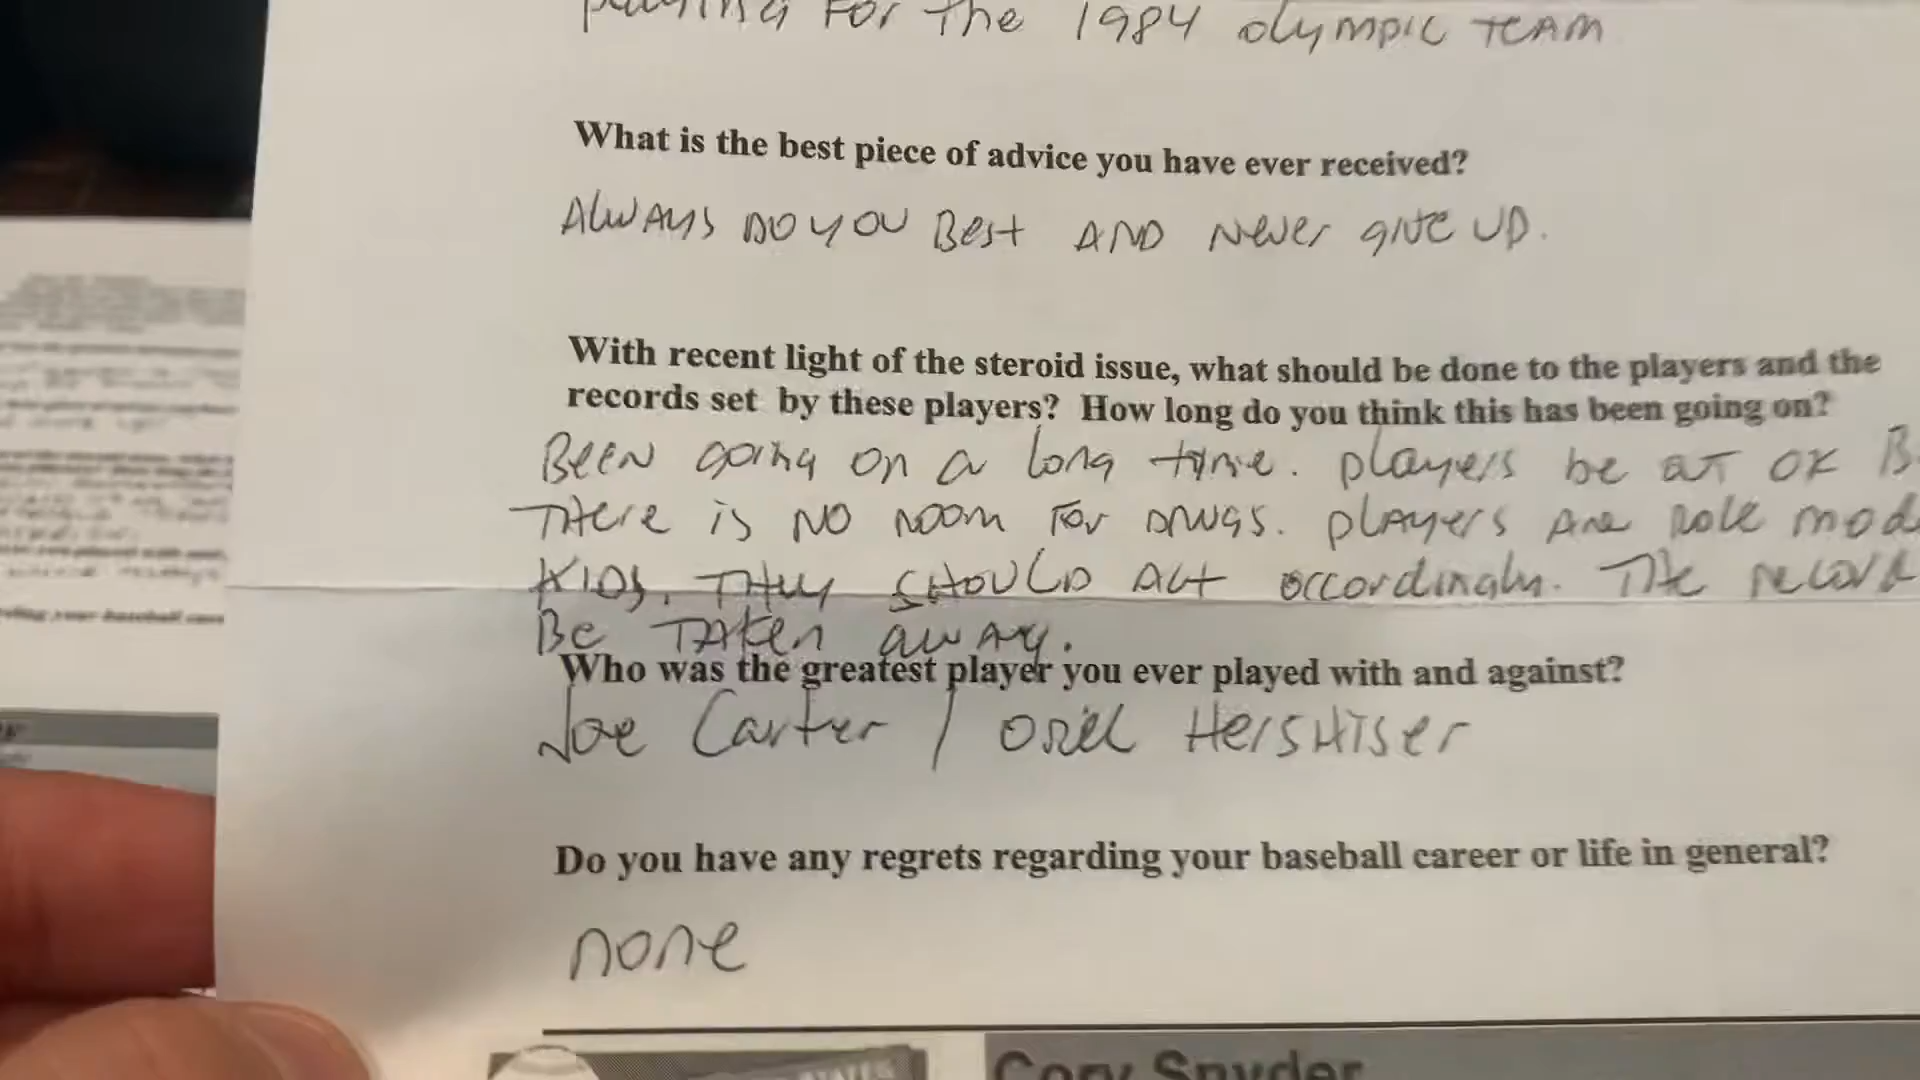 playing For The 1984 olympic TEAM
What is the best piece of advice you have ever received?
Always DO you Best AND Never give UP.
With recent light of the steroid issue, what should be done to the players and the
records set by these players? How long do you think this has been going on?
BEEN going on a long time. players be at OK B
There is NO room For Drugs. players Are Role mod
KIDS, They SHOULD Act accordingly. The record
Be Taken away.
Who was the greatest player you ever played with and against?
Joe Carter / Orel Hershiser
Do you have any regrets regarding your baseball career or life in general?
none
Cory Snyder